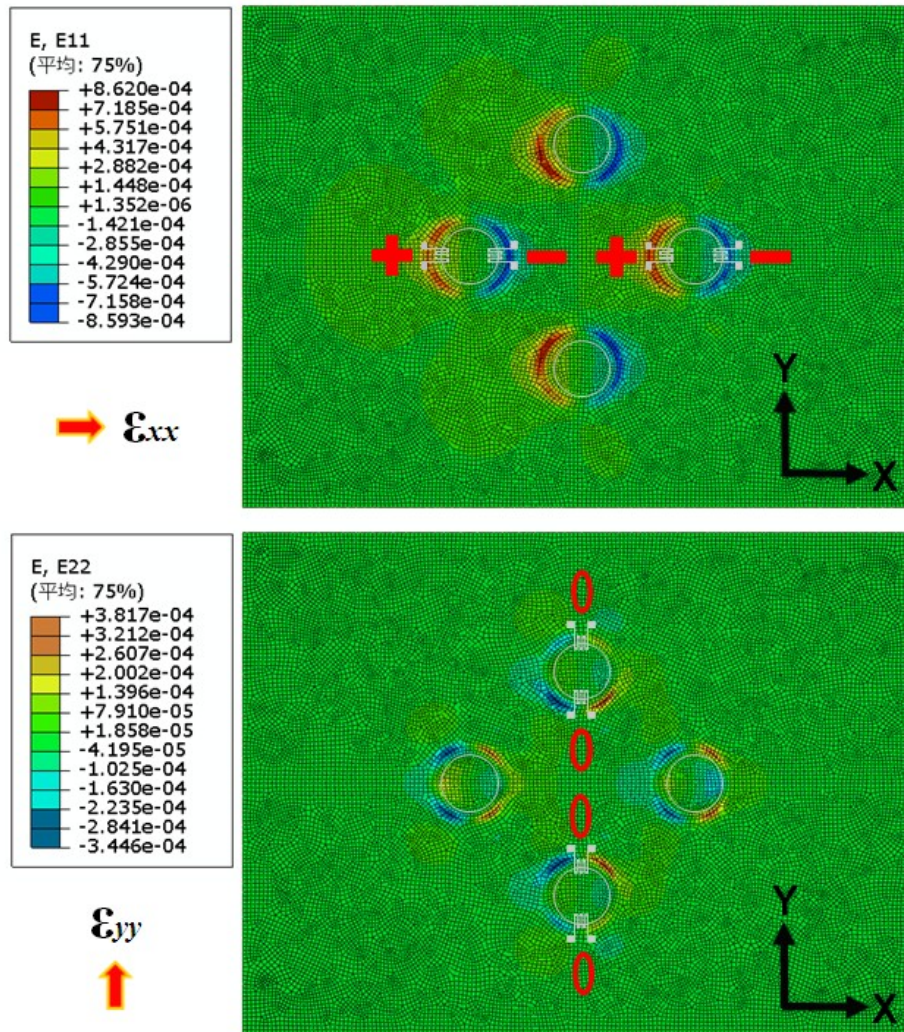 E, E11
(平均: 75%)
+8.620e-04
+7.185e-04
+5.751e-04
+4.317e-04
+2.882e-04
+1.448e-04
+1.352e-06
-1.421e-04
-2.855e-04
-4.290e-04
-5.724e-04
-7.158e-04
-8.593e-04
εxx
+ - + -
Y
X
E, E22
(平均: 75%)
+3.817e-04
+3.212e-04
+2.607e-04
+2.002e-04
+1.396e-04
+7.910e-05
+1.858e-05
-4.195e-05
-1.025e-04
-1.630e-04
-2.235e-04
-2.841e-04
-3.446e-04
εyy
0
0
0
0
Y
X